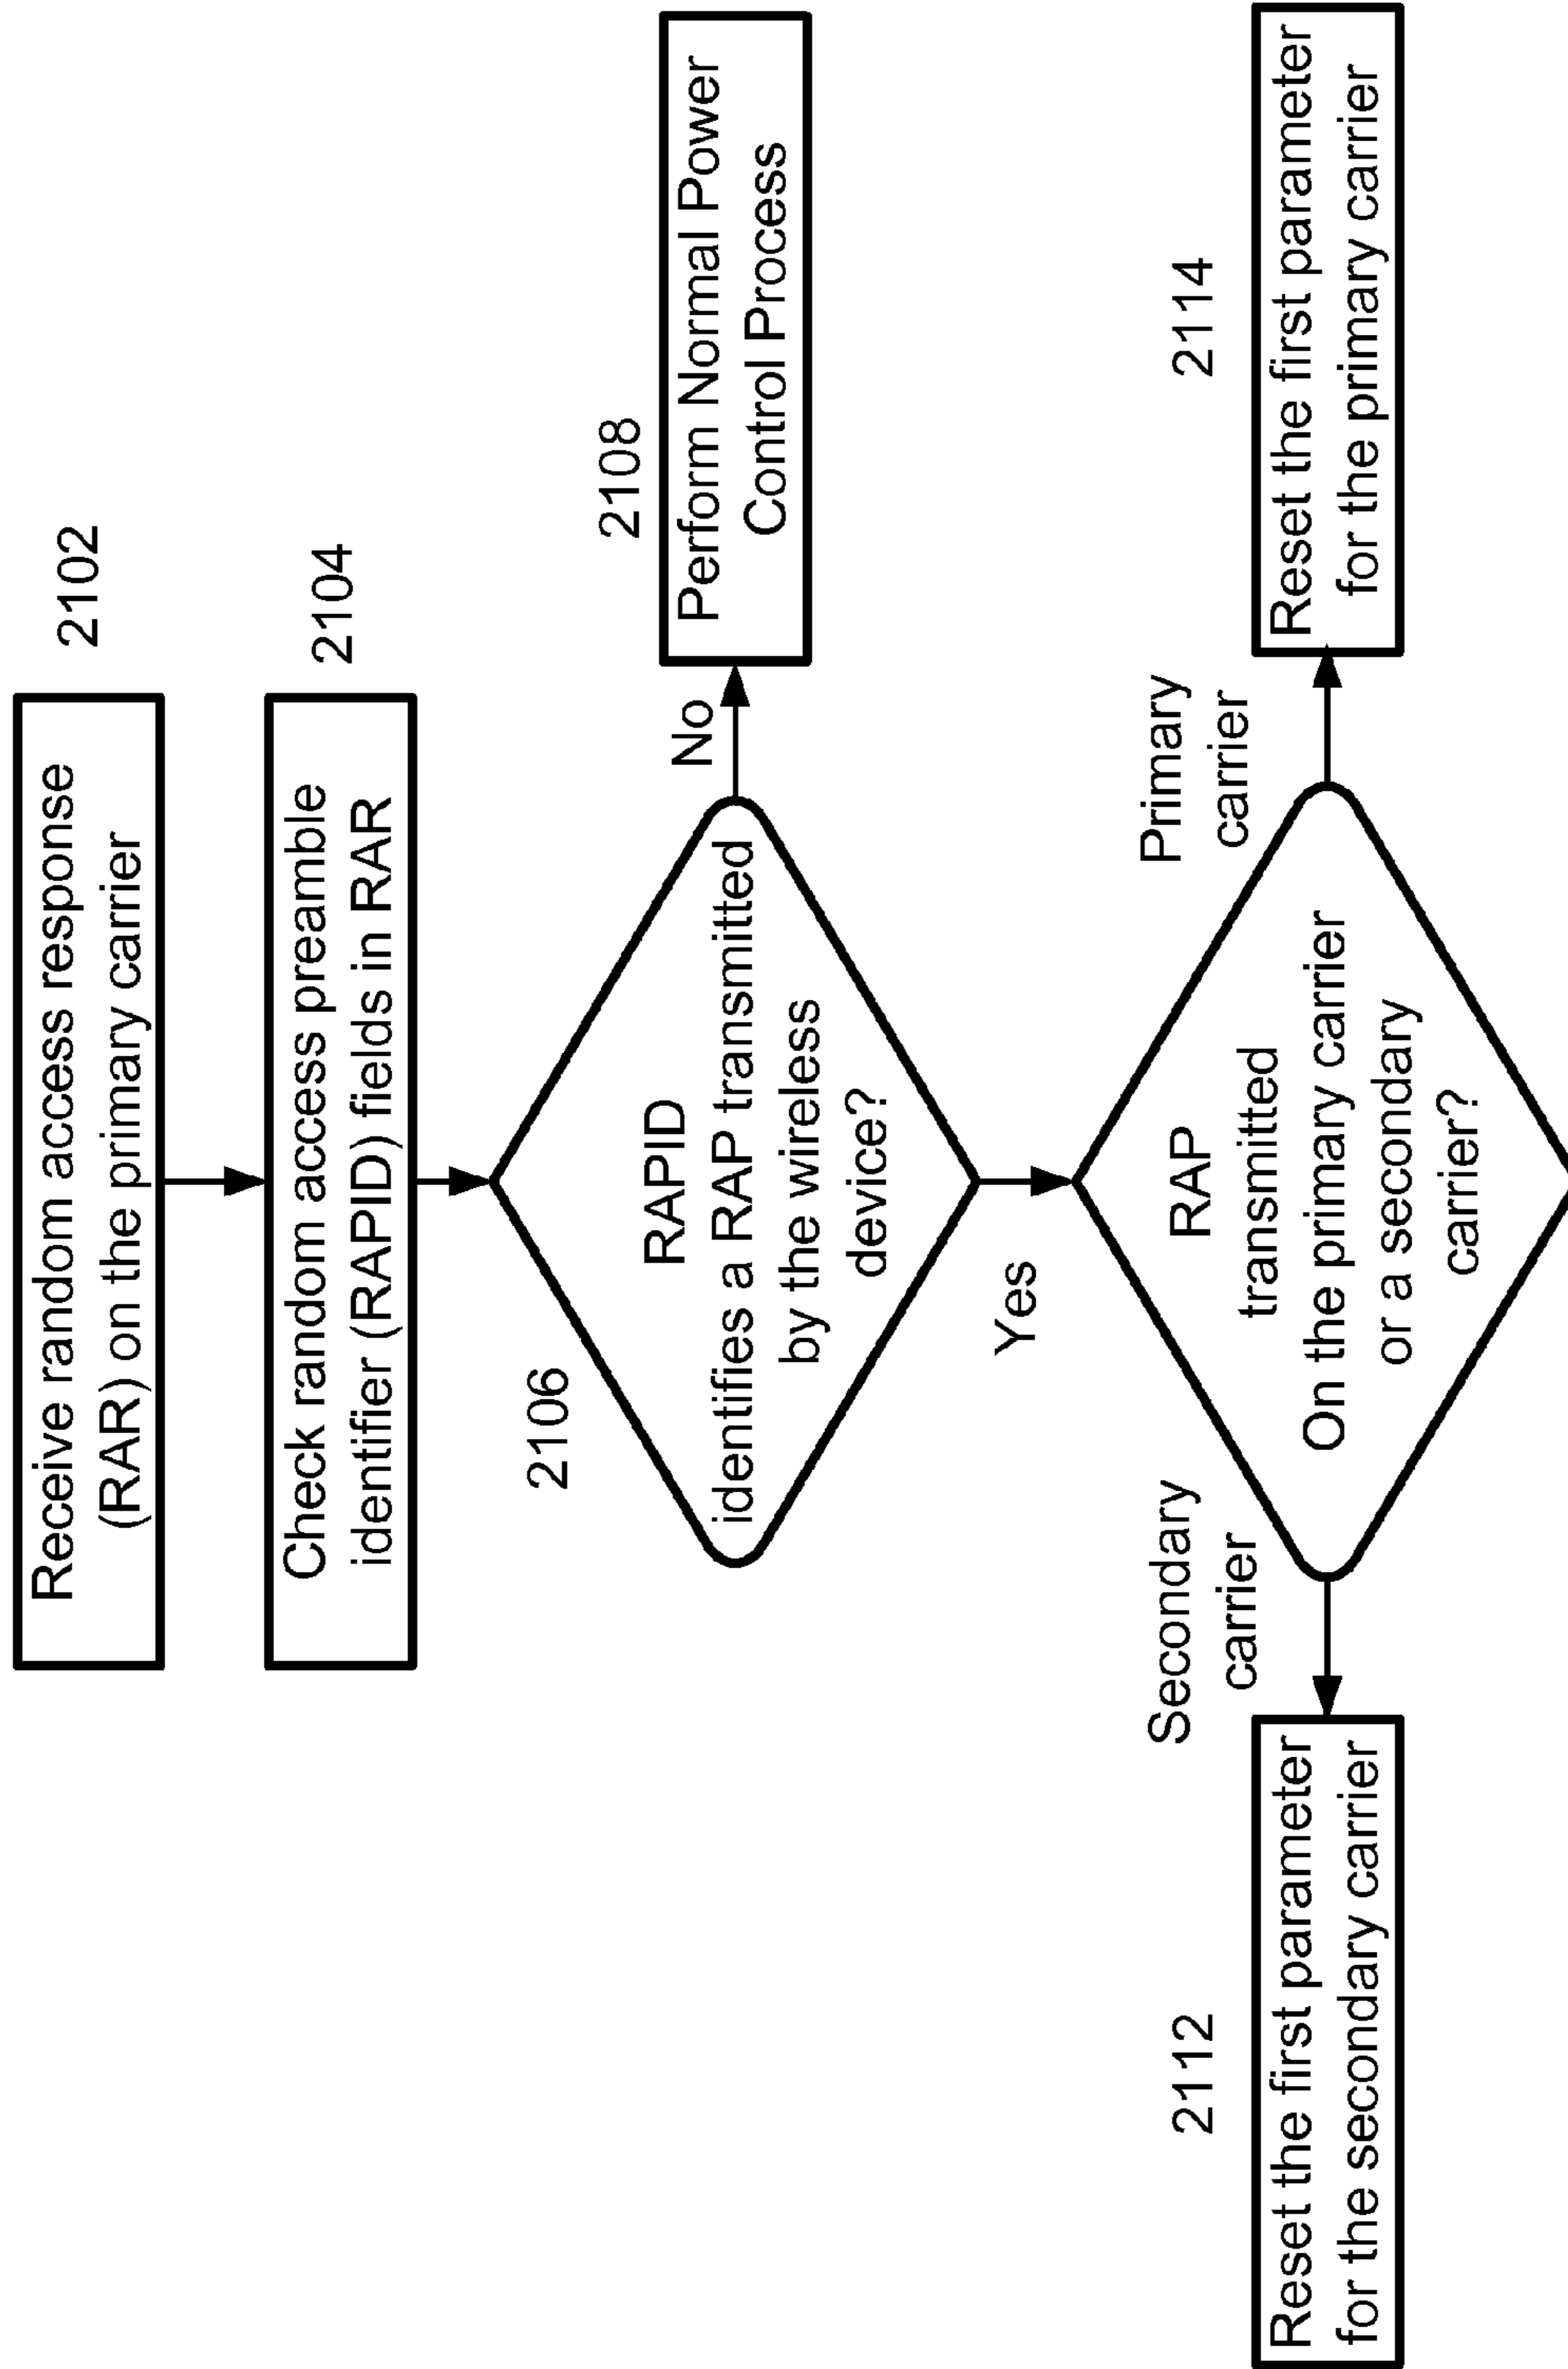 2102
Receive random access response
(RAR) on the primary carrier
2104
Check random access preamble
identifier (RAPID) fields in RAR
2106
RAPID
identifies a RAP transmitted
by the wireless
device?
No
2108
Perform Normal Power
Control Process
Yes
RAP
transmitted
On the primary carrier
or a secondary
carrier?
Secondary
carrier
2112
Reset the first parameter
for the secondary carrier
Primary
carrier
2114
Reset the first parameter
for the primary carrier